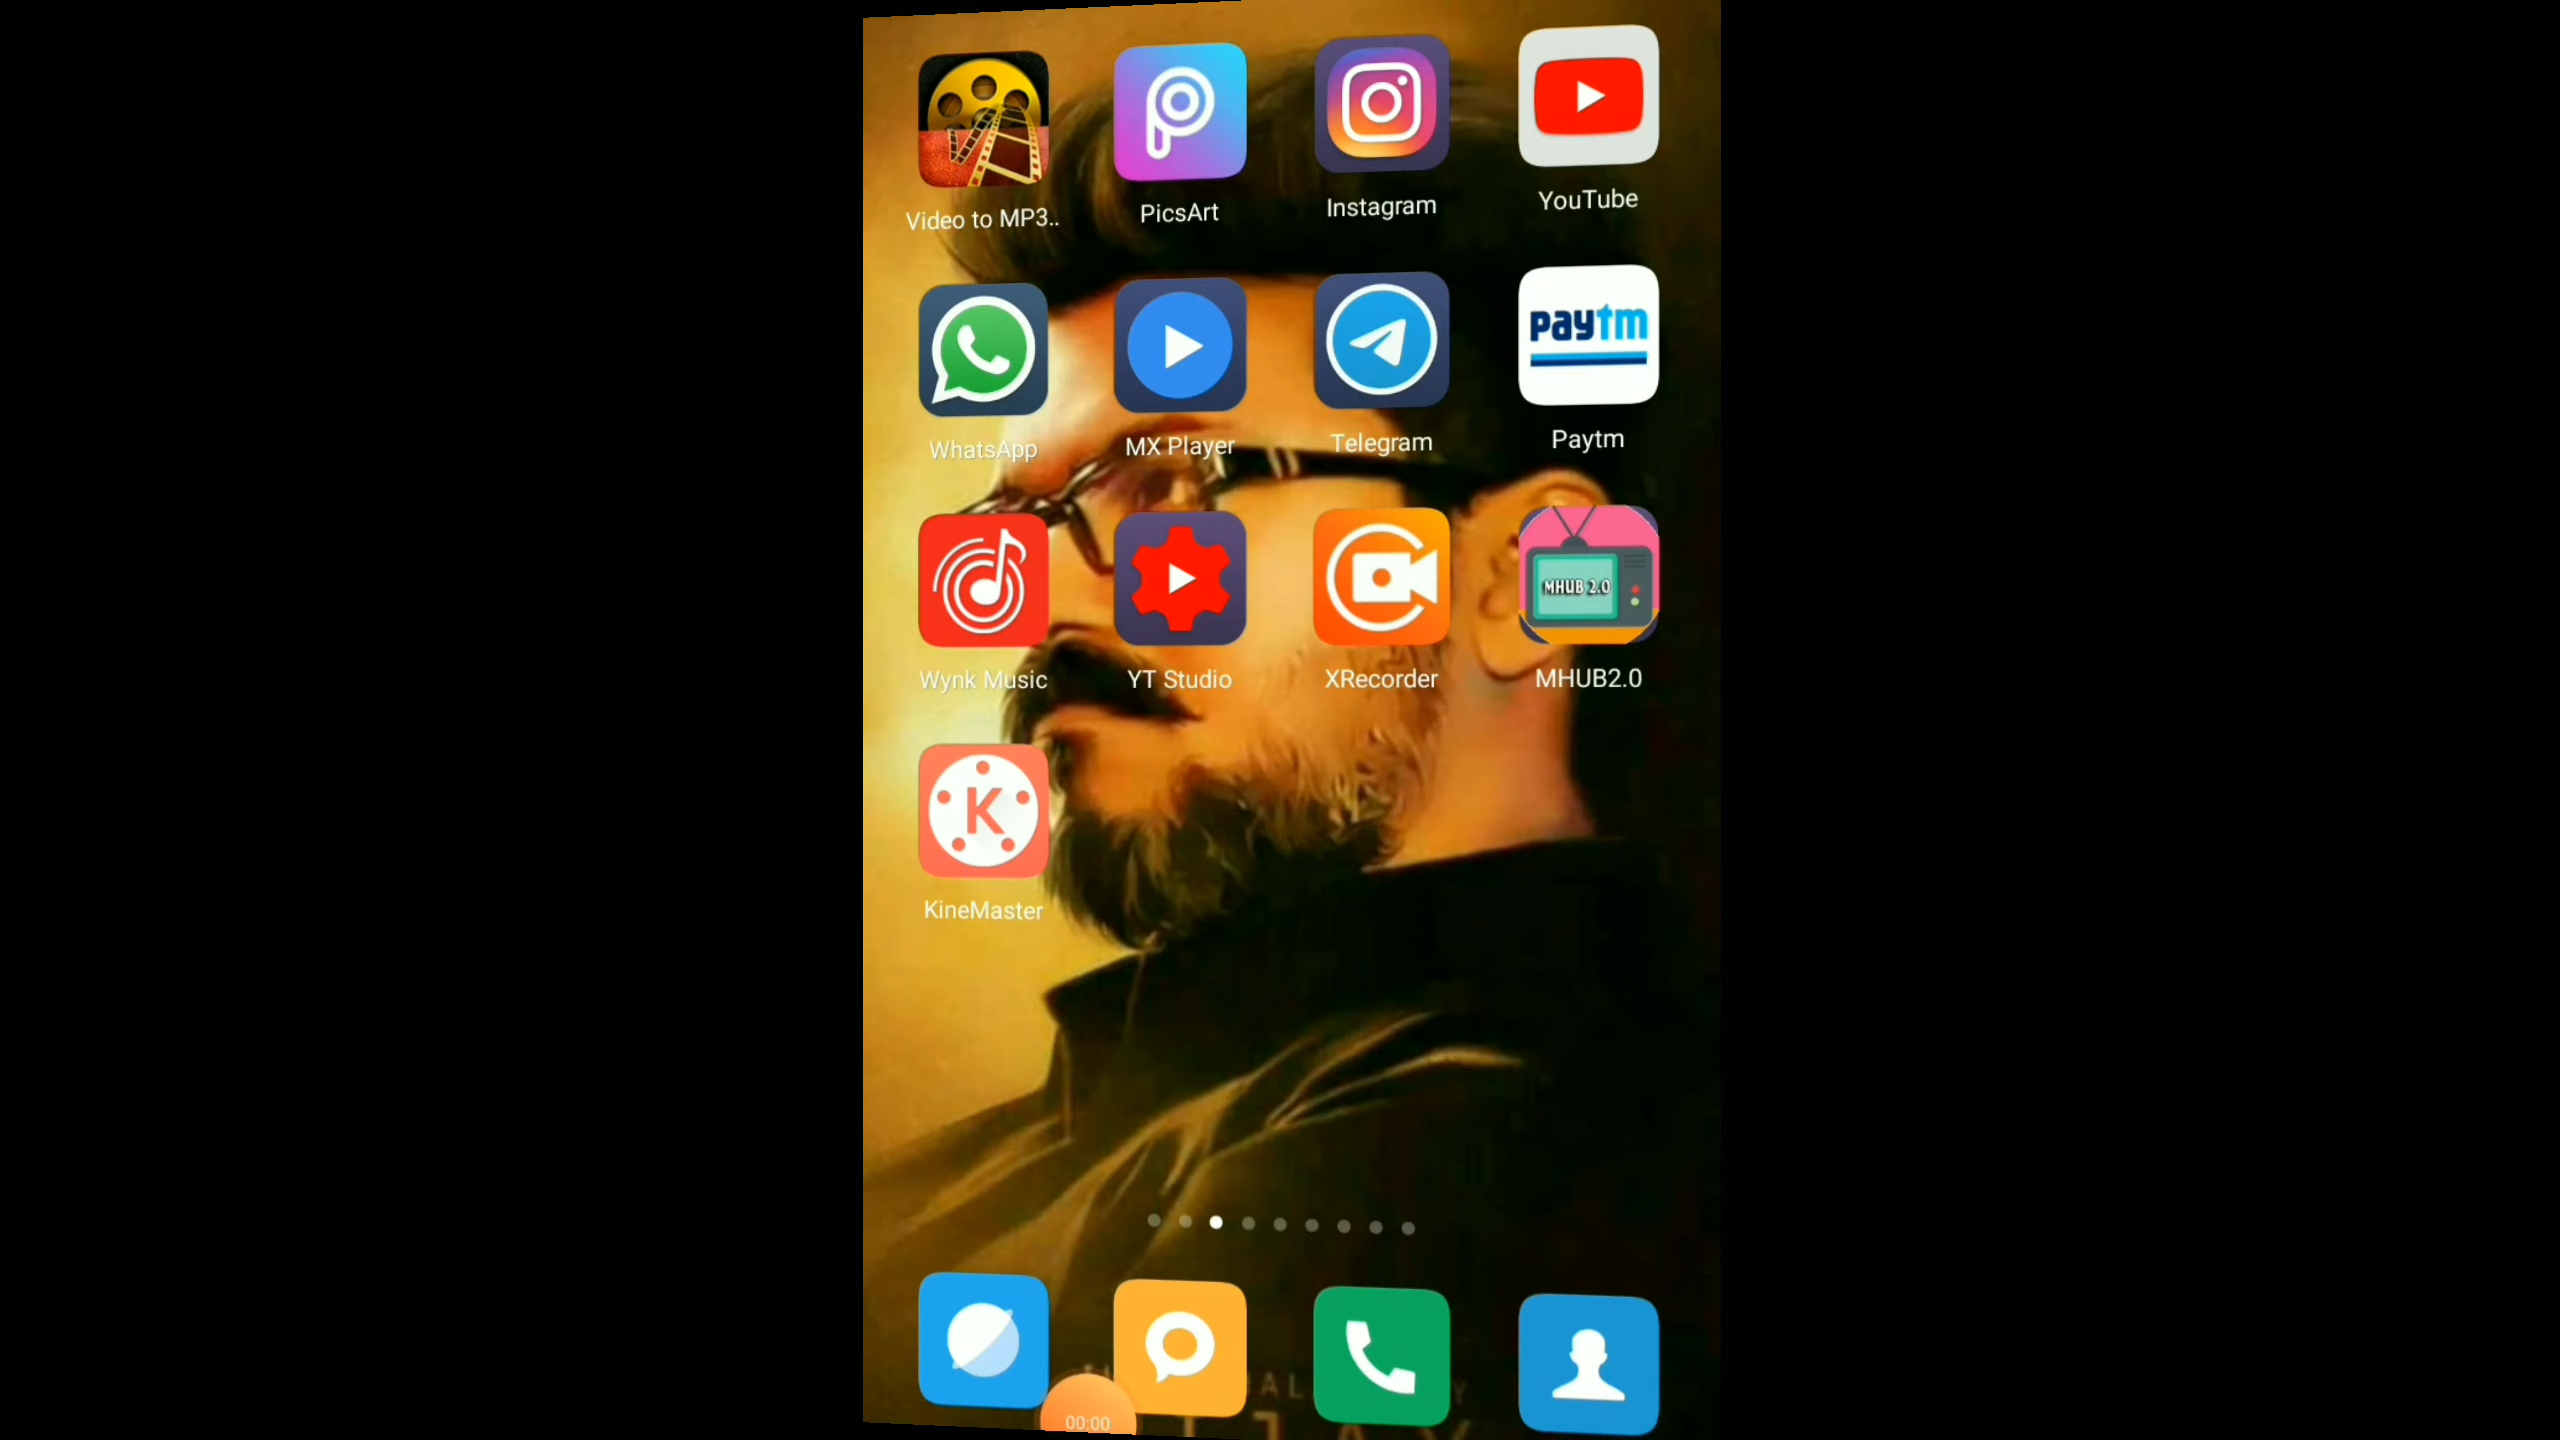 Video to MP3..
PicsArt
Instagram
YouTube
paytm
WhatsApp
MX Player
Telegram
Paytm
MHUB 2.0
Wynk Music
YT Studio
XRecorder
MHUB2.0
K
KineMaster
00:00